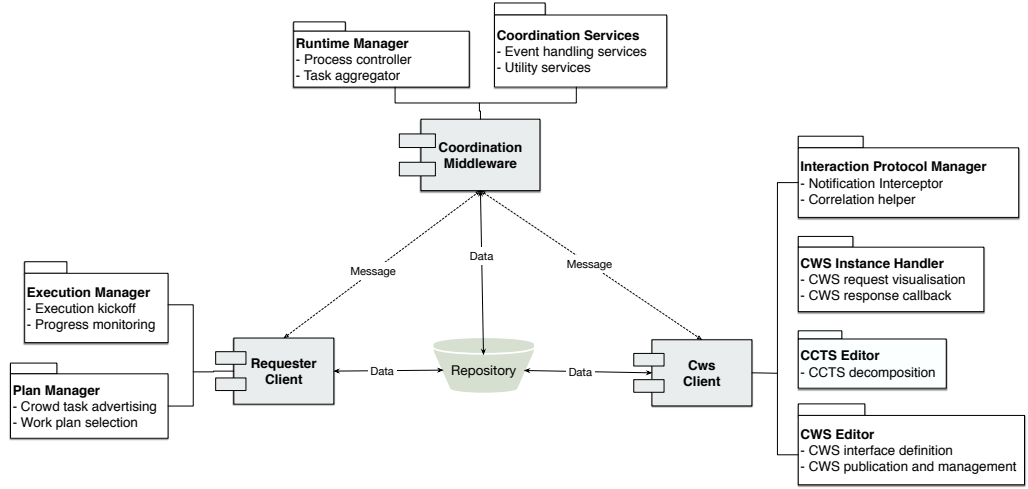 Runtime Manager
- Process controller
- Task aggregator
Coordination Services
- Event handling services
- Utility services
Coordination
Middleware
Interaction Protocol Manager
- Notification Interceptor
- Correlation helper
Message
Data
Message
CWS Instance Handler
- CWS request visualisation
- CWS response callback
Execution Manager
- Execution kickoff
- Progress monitoring
Requester
Client
Data
Repository
Data
Cws
Client
CCTS Editor
- CCTS decomposition
Plan Manager
- Crowd task advertising
- Work plan selection
CWS Editor
- CWS interface definition
- CWS publication and management